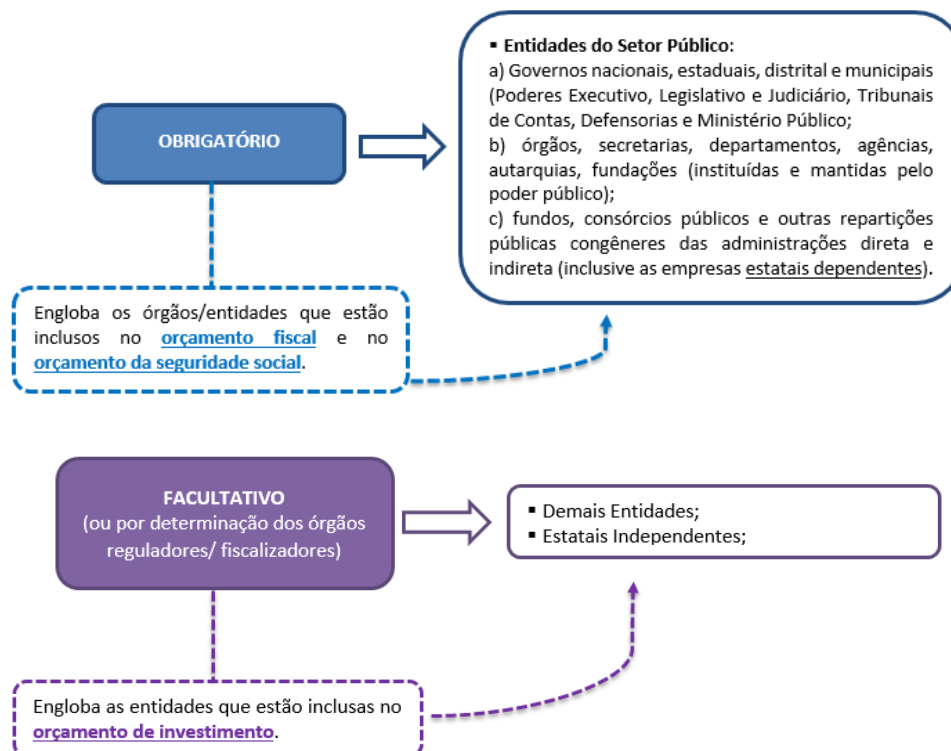 ▪ Entidades do Setor Público:
a) Governos nacionais, estaduais, distrital e municipais
(Poderes Executivo, Legislativo e Judiciário, Tribunais
de Contas, Defensorias e Ministério Público;
b) órgãos, secretarias, departamentos, agências,
autarquias, fundações (instituídas e mantidas pelo
poder público);
c) fundos, consórcios públicos e outras repartições
públicas congêneres das administrações direta e
indireta (inclusive as empresas estatais dependentes).
OBRIGATÓRIO
Engloba os órgãos/entidades que estão
inclusos no orçamento fiscal e no
orçamento da seguridade social.
FACULTATIVO
(ou por determinação dos órgãos
reguladores/ fiscalizadores)
▪ Demais Entidades;
▪ Estatais Independentes;
Engloba as entidades que estão inclusas no
orçamento de investimento.